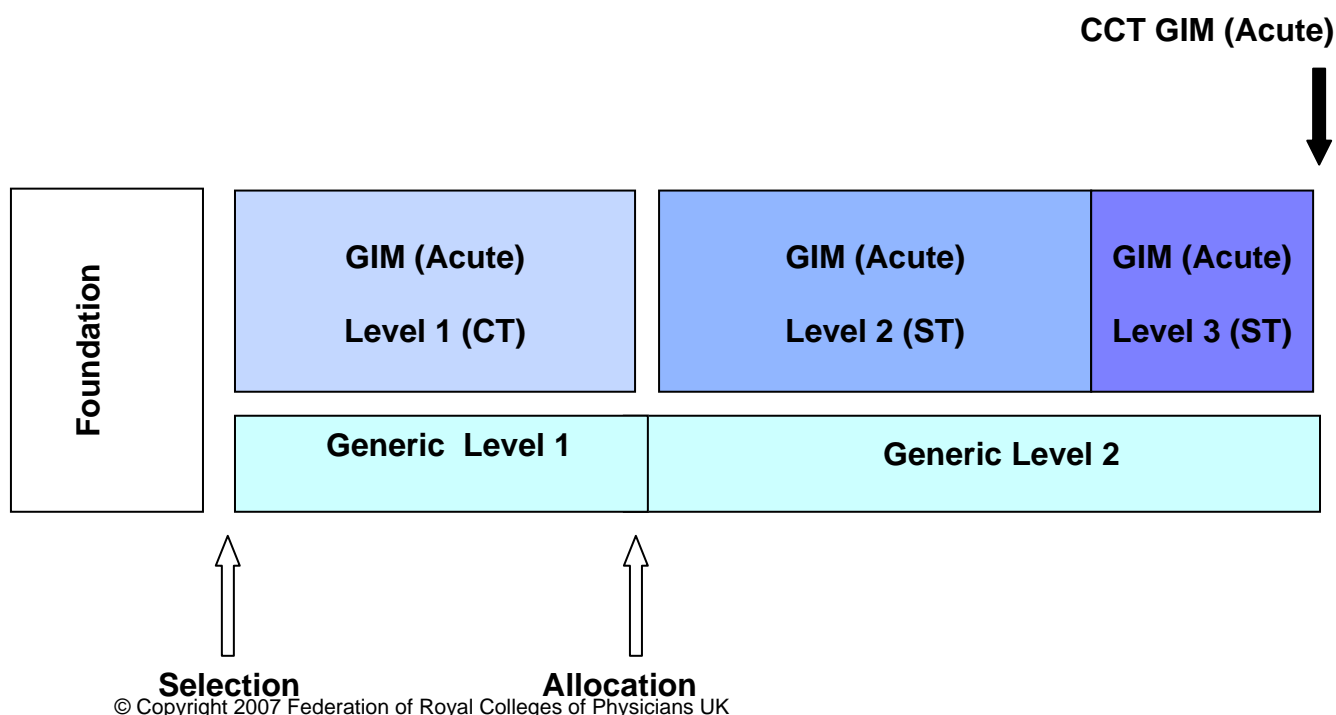 CCT GIM (Acute)
Foundation
GIM (Acute)
Level 1 (CT)
GIM (Acute)
Level 2 (ST)
GIM (Acute)
Level 3 (ST)
Generic Level 1
Generic Level 2
Selection
Allocation
© Copyright 2007 Federation of Royal Colleges of Physicians UK